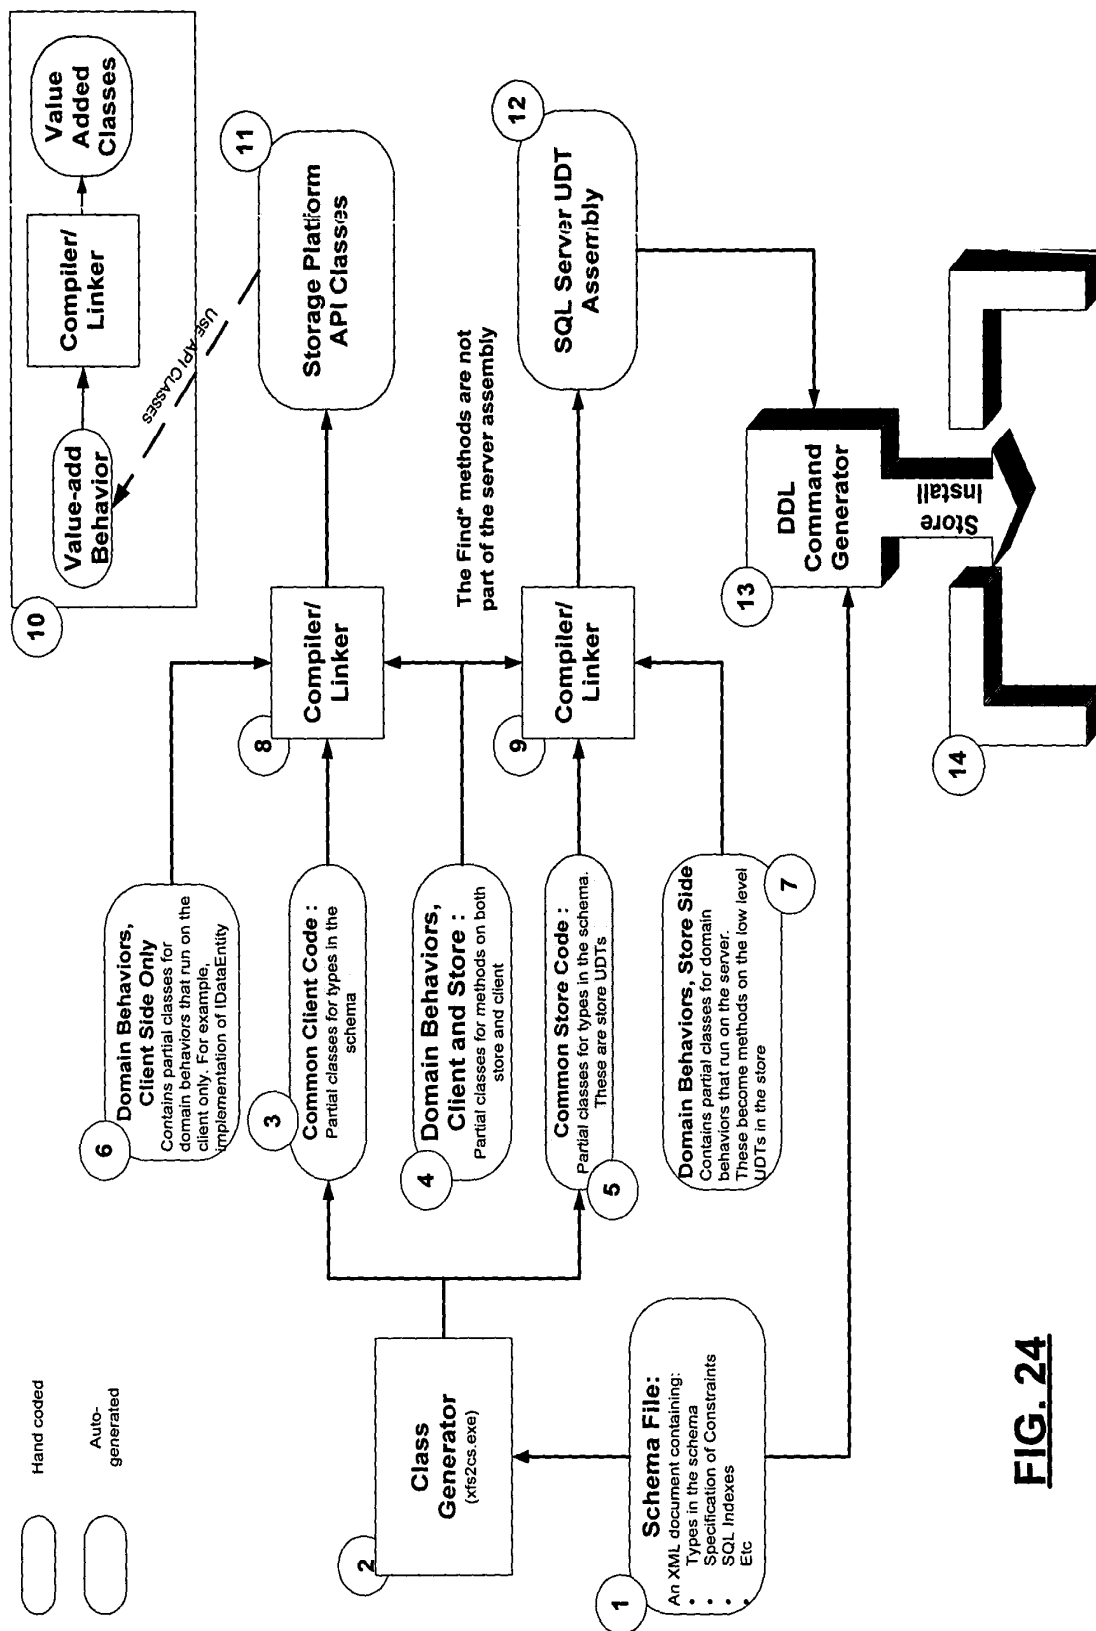 Hand coded
Auto-
generated
10
Value-add
Behavior
Compiler/
Linker
Value
Added
Classes
USE API CLASSES
6
Domain Behaviors,
Client Side Only
Contains partial classes for
domain behaviors that run on the
client only. For example,
implementation of IDataEntity
3
Common Client Code :
Partial classes for types in the
schema
8
Compiler/
Linker
11
Storage Platform
API Classes
2
Class
Generator
(xfs2cs.exe)
4
Domain Behaviors,
Client and Store :
Partial classes for methods on both
store and client
The Find* methods are not
part of the server assembly
5
Common Store Code :
Partial classes for types in the schema.
These are store UDTs
9
Compiler/
Linker
12
SQL Server UDT
Assembly
1
Schema File:
An XML document containing:
• Types in the schema
• Specification of Constraints
• SQL Indexes
• Etc
7
Domain Behaviors, Store Side
Contains partial classes for domain
behaviors that run on the server.
These become methods on the low level
UDTs in the store
13
DDL
Command
Generator
Store
Install
14
FIG. 24